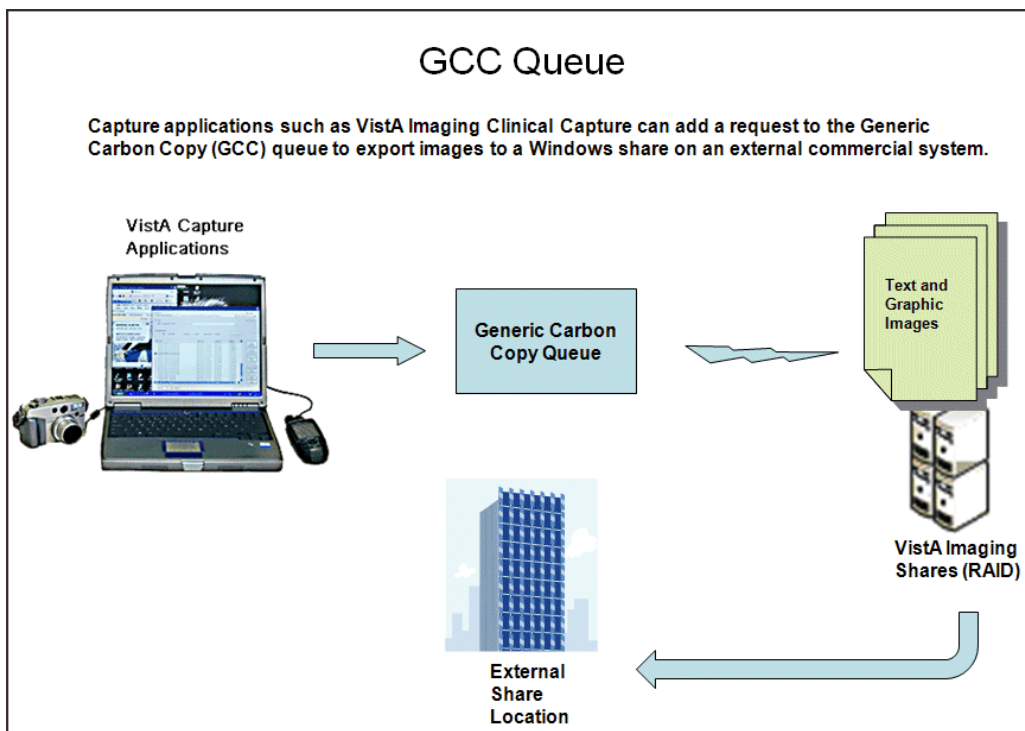 GCC Queue
Capture applications such as VistA Imaging Clinical Capture can add a request to the Generic
Carbon Copy (GCC) queue to export images to a Windows share on an external commercial system.
VistA Capture
Applications
Generic Carbon
Copy Queue
Text and
Graphic
Images
VistA Imaging
Shares (RAID)
External
Share
Location